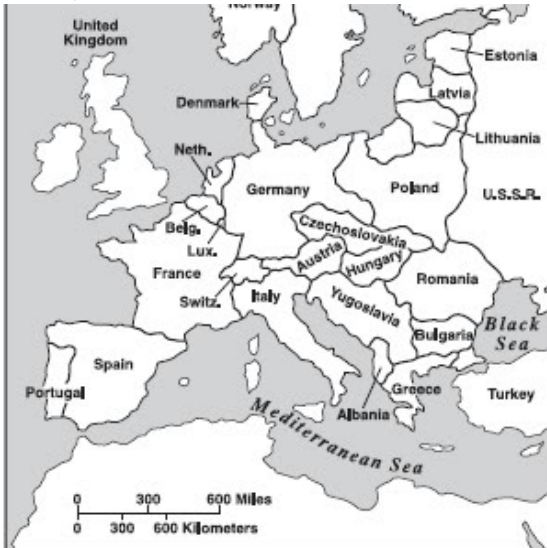 Norway
United
Kingdom
Estonia
Latvia
Denmark
Lithuania
Neth.
Germany
Poland
U.S.S.R.
Belg.
Czechoslovakia
Lux.
Austria
Hungary
France
Romania
Switz.
Italy
Yugoslavia
Black
Sea
Bulgaria
Spain
Portugal
Greece
Turkey
Albania
Mediterranean Sea
0 300 600 Miles
0 300 600 Kilometers